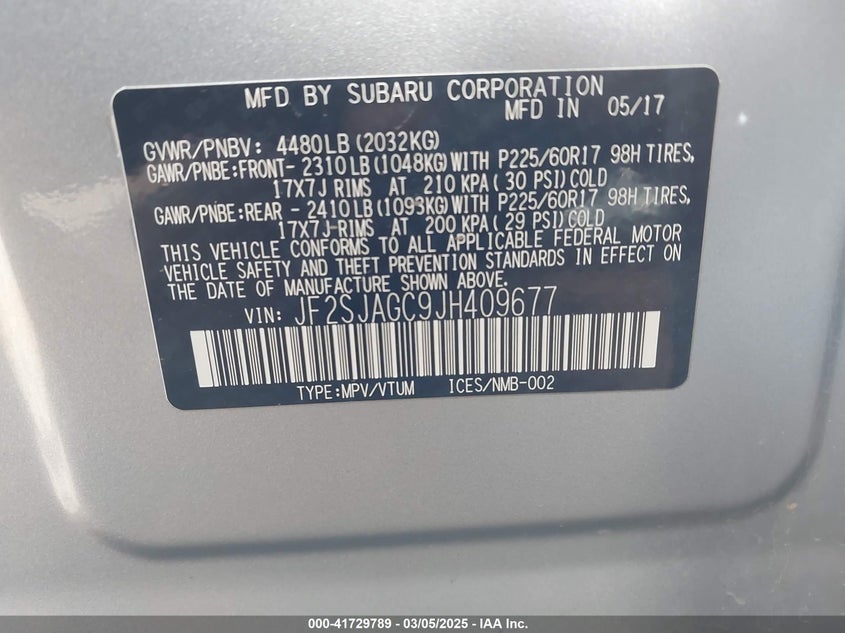 MFD BY SUBARU CORPORATION
MFD IN 05/17
GVWR/PNBV: 4480LB(2032KG)
GAWR/PNBE:FRONT- 2310LB(1048KG)WITH P225/60R17 98H TIRES,
17X7J RIMS AT 210 KPA( 30 PSI)COLD
GAWR/PNBE:REAR - 2410LB(1093KG)WITH P225/60R17 98H TIRES,
17X7J-RIMS AT 200 KPA( 29 PSI)COLD
THIS VEHICLE CONFORMS TO ALL APPLICABLE FEDERAL MOTOR
VEHICLE SAFETY AND THEFT PREVENTION STANDARDS IN EFFECT ON
THE DATE OF MANUFACTURE SHOWN ABOVE.
VIN: JF2SJAGC9JH409677
TYPE:MPV/VTUM ICES/NMB-002
000-41729789 - 03/05/2025 - IAA Inc.